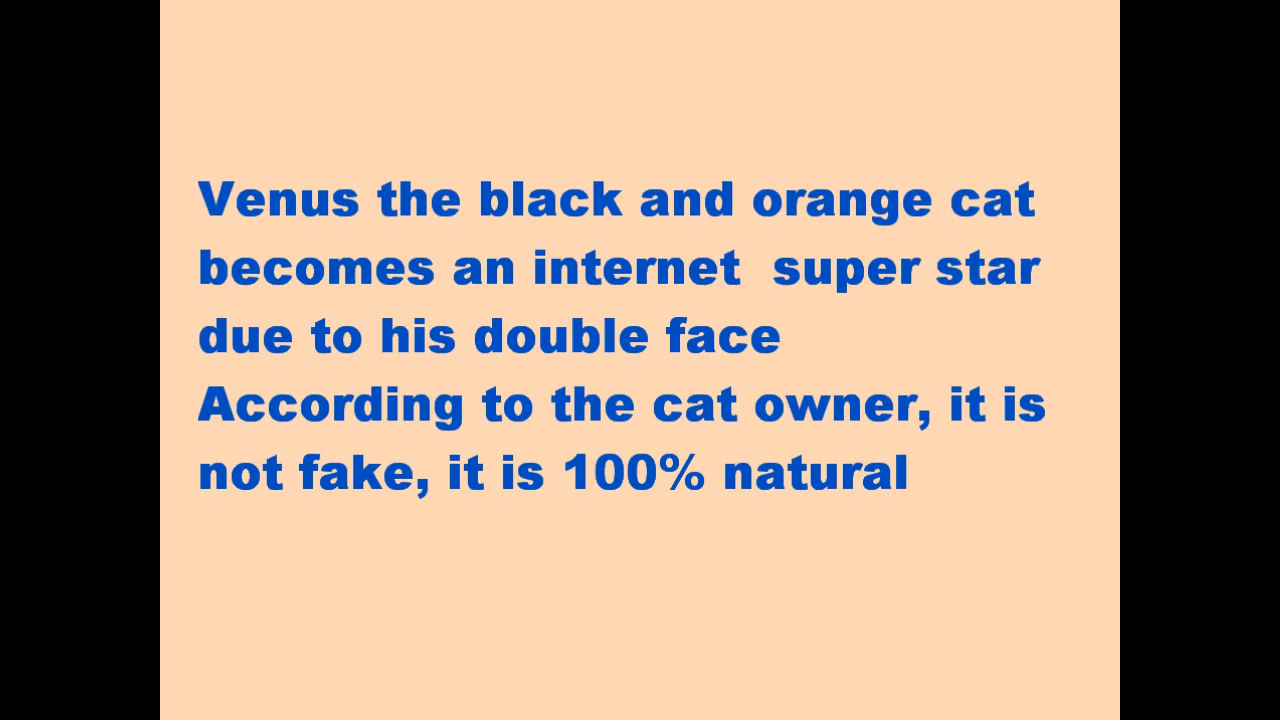 Venus the black and orange cat
becomes an internet  super star
due to his double face
According to the cat owner, it is
not fake, it is 100% natural